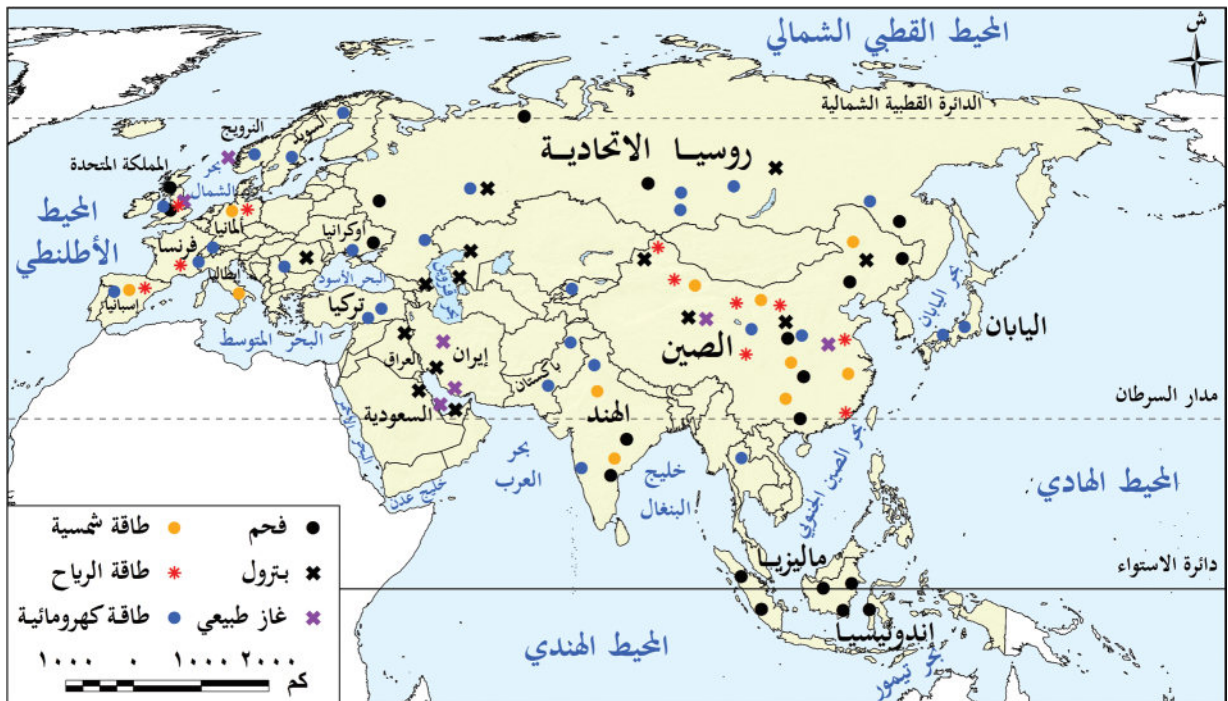 المحيط القطبي الشمالي
ش
الدائرة القطبية الشمالية
النرويج
السويد
روسيا الاتحادية
المملكة المتحدة
بحر
الشمال
المحيط
الأطلنطي
ألمانيا
أوكرانيا
فرنسا
إيطاليا
البحر الأسود
بحر قزوين
إسبانيا
تركيا
بحر اليابان
اليابان
البحر المتوسط
العراق
إيران
الصين
باكستان
السعودية
الهند
مدار السرطان
البحر الأحمر
بحر
العرب
خليج
البنغال
بحر الصين الجنوبي
المحيط الهادي
خليج عدن
ماليزيا
دائرة الاستواء
إندونيسيا
المحيط الهندي
بحر تيمور
فحم
طاقة شمسية
بترول
طاقة الرياح
غاز طبيعي
طاقة كهرومائية
١٠٠٠ ٠ ١٠٠٠ ٢٠٠٠
كم